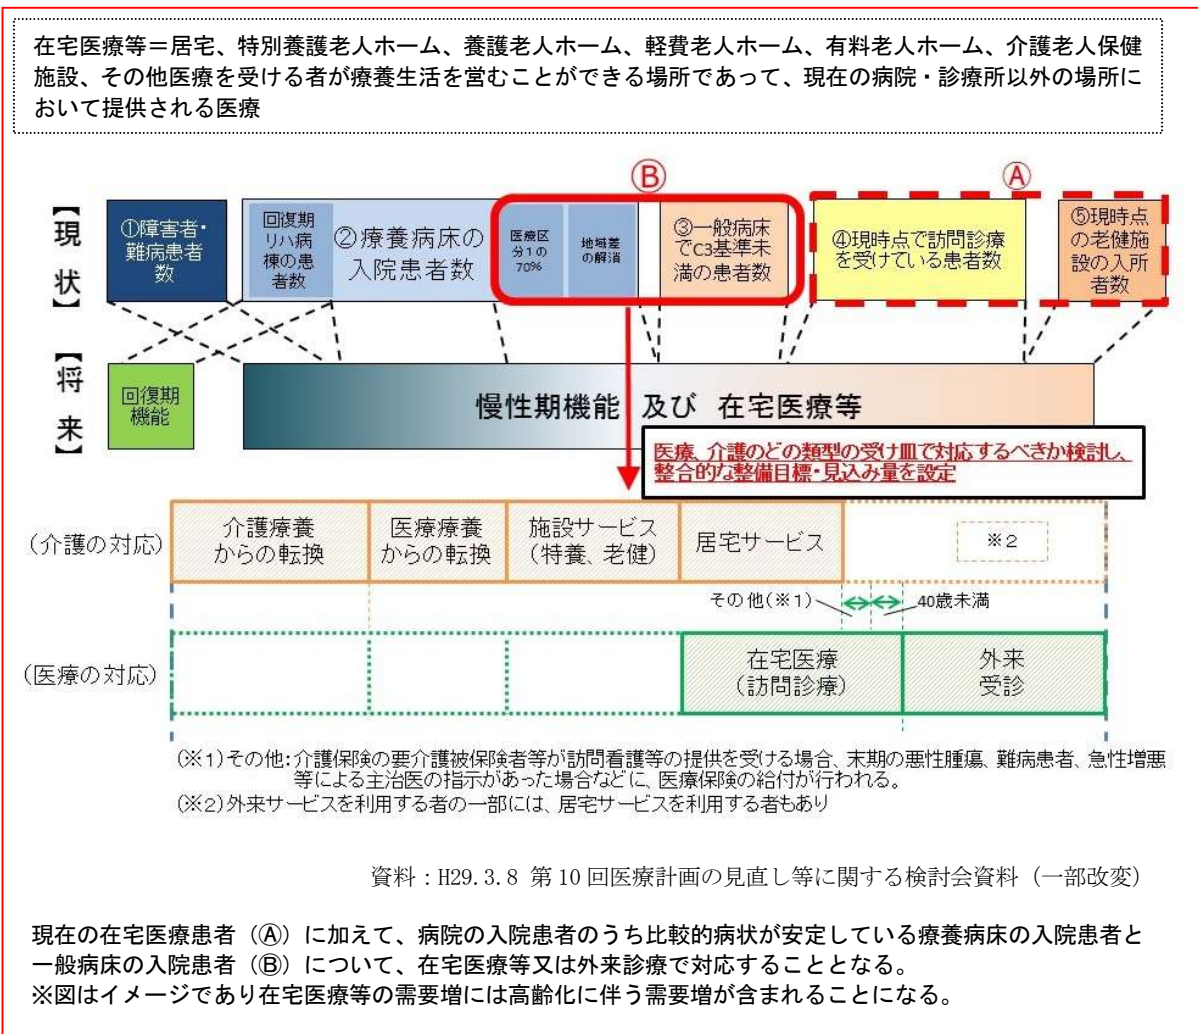 在宅医療等＝居宅、特別養護老人ホーム、養護老人ホーム、軽費老人ホーム、有料老人ホーム、介護老人保健
施設、その他医療を受ける者が療養生活を営むことができる場所であって、現在の病院・診療所以外の場所に
おいて提供される医療
Ⓑ
Ⓐ
【現状】
①障害者・
難病患者
数
回復期
リハ病
棟の患
者数
②療養病床の
入院患者数
医療区
分1の
70%
地域差
の解消
③一般病床
でC3基準未
満の患者数
④現時点で訪問診療
を受けている患者数
⑤現時点
の老健施
設の入所
者数
【将来】
回復期
機能
慢性期機能 及び 在宅医療等
医療、介護のどの類型の受け皿で対応するべきか検討し、
整合的な整備目標・見込み量を設定
(介護の対応)
介護療養
からの転換
医療療養
からの転換
施設サービス
(特養、老健)
居宅サービス
※2
その他(※1)
40歳未満
(医療の対応)
在宅医療
(訪問診療)
外来
受診
(※1)その他:介護保険の要介護被保険者等が訪問看護等の提供を受ける場合、末期の悪性腫瘍、難病患者、急性増悪
等による主治医の指示があった場合などに、医療保険の給付が行われる。
(※2)外来サービスを利用する者の一部には、居宅サービスを利用する者もあり
資料：H29.3.8 第10回医療計画の見直し等に関する検討会資料（一部改変）
現在の在宅医療患者（Ⓐ）に加えて、病院の入院患者のうち比較的病状が安定している療養病床の入院患者と
一般病床の入院患者（Ⓑ）について、在宅医療等又は外来診療で対応することとなる。
※図はイメージであり在宅医療等の需要増には高齢化に伴う需要増が含まれることになる。